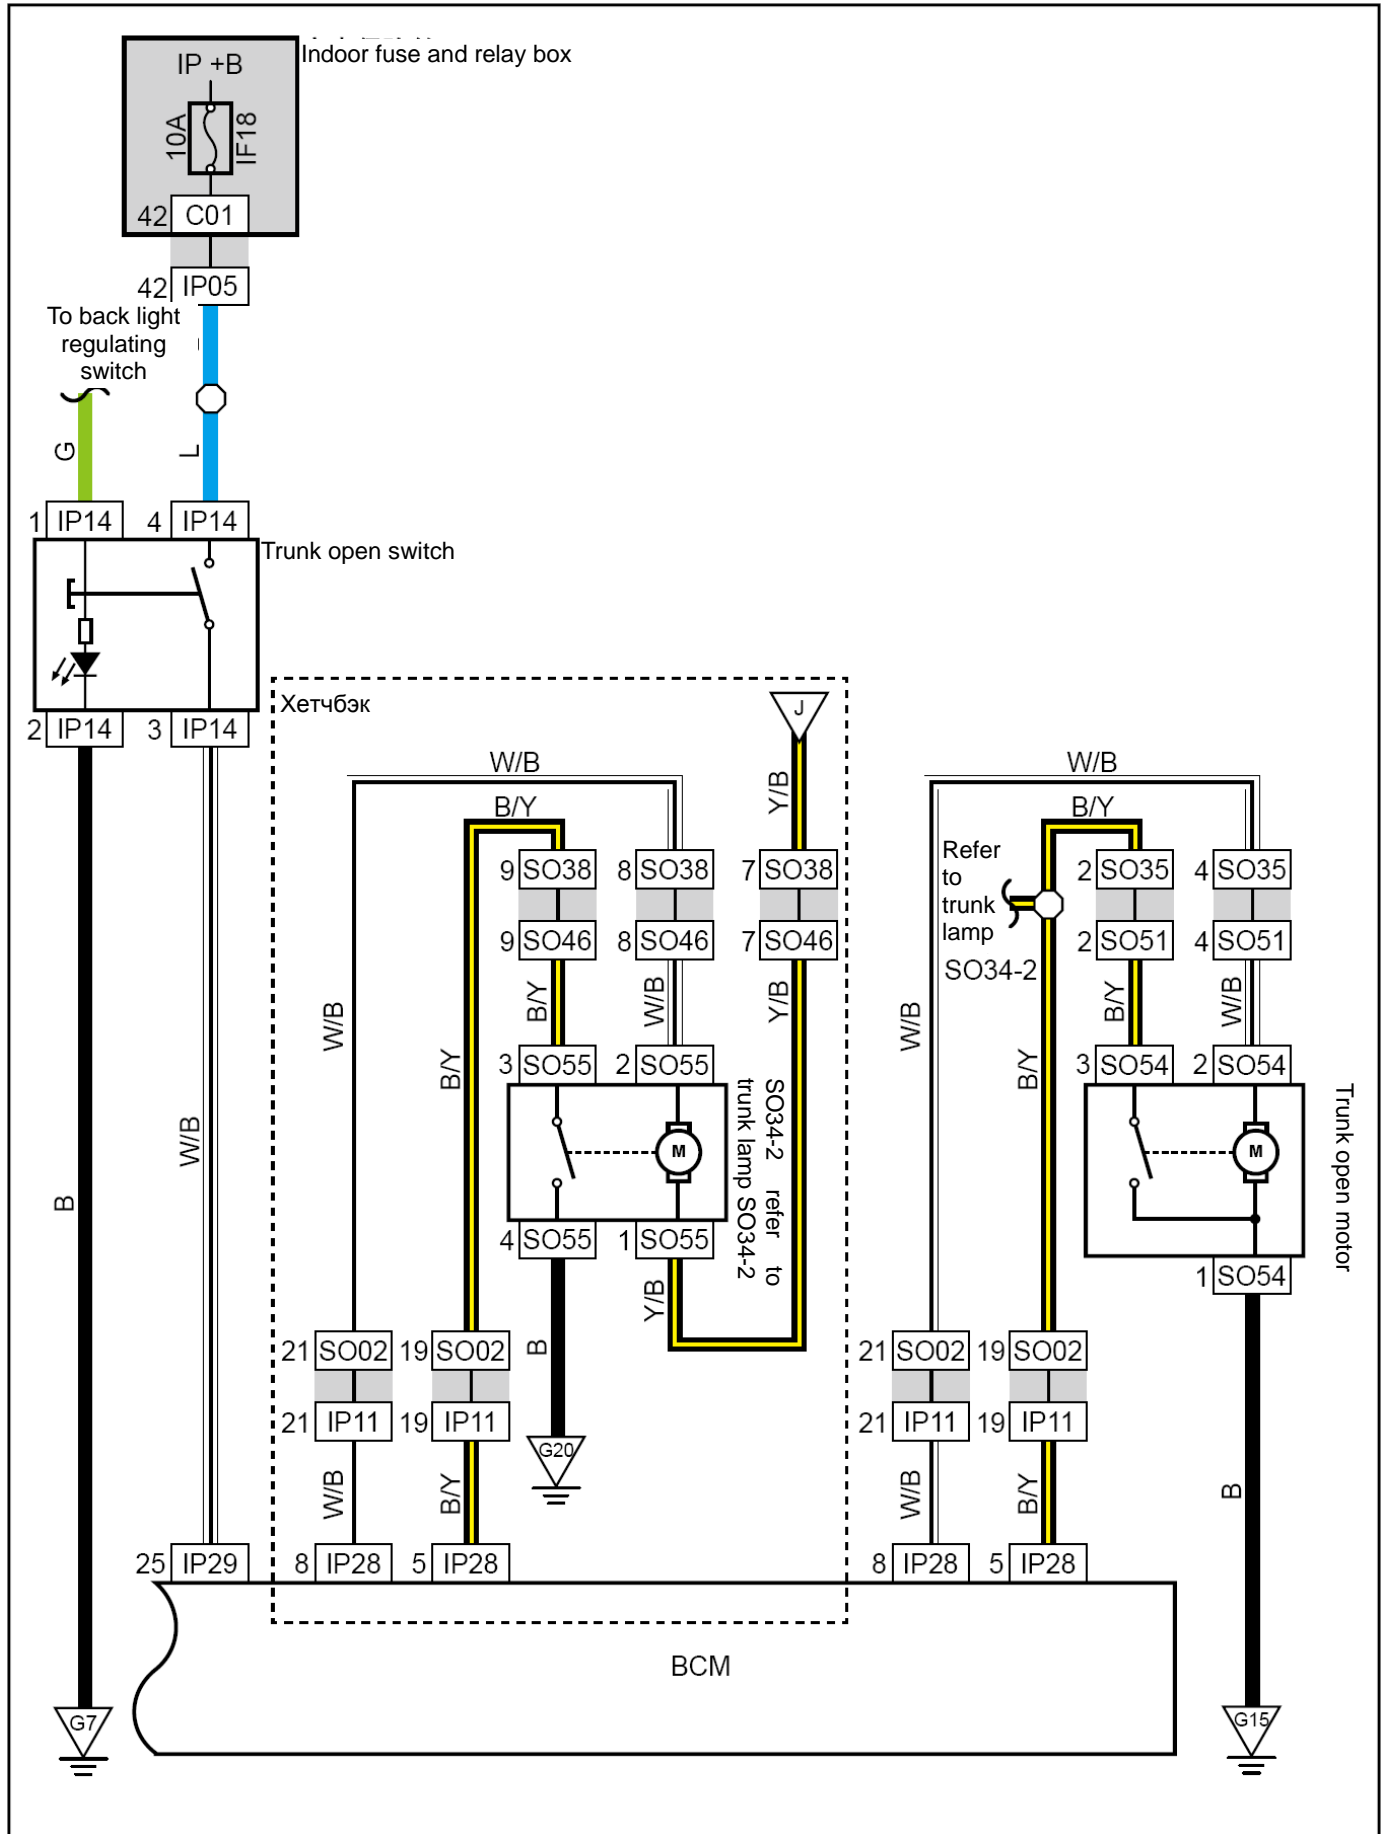 Indoor fuse and relay box
IP +B
10A
IF18
42 C01
42 IP05
To back light
regulating
switch
G
L
1 IP14 4 IP14
Trunk open switch
2 IP14 3 IP14
Хетчбэк
J
W/B
Y/B
B/Y
9 SO38 8 SO38 7 SO38
9 SO46 8 SO46 7 SO46
W/B
B/Y
B/Y
W/B
Y/B
3 SO55 2 SO55
M
SO34-2 refer to
trunk lamp SO34-2
4 SO55 1 SO55
Y/B
B
21 SO02 19 SO02
21 IP11 19 IP11
G20
W/B
B/Y
W/B
B
W/B
B/Y
Refer
to
trunk
lamp
SO34-2
2 SO35 4 SO35
2 SO51 4 SO51
W/B
B/Y
B/Y
W/B
3 SO54 2 SO54
M
Trunk open motor
1 SO54
21 SO02 19 SO02
21 IP11 19 IP11
W/B
B/Y
B
25 IP29 8 IP28 5 IP28 8 IP28 5 IP28
BCM
G7
G15